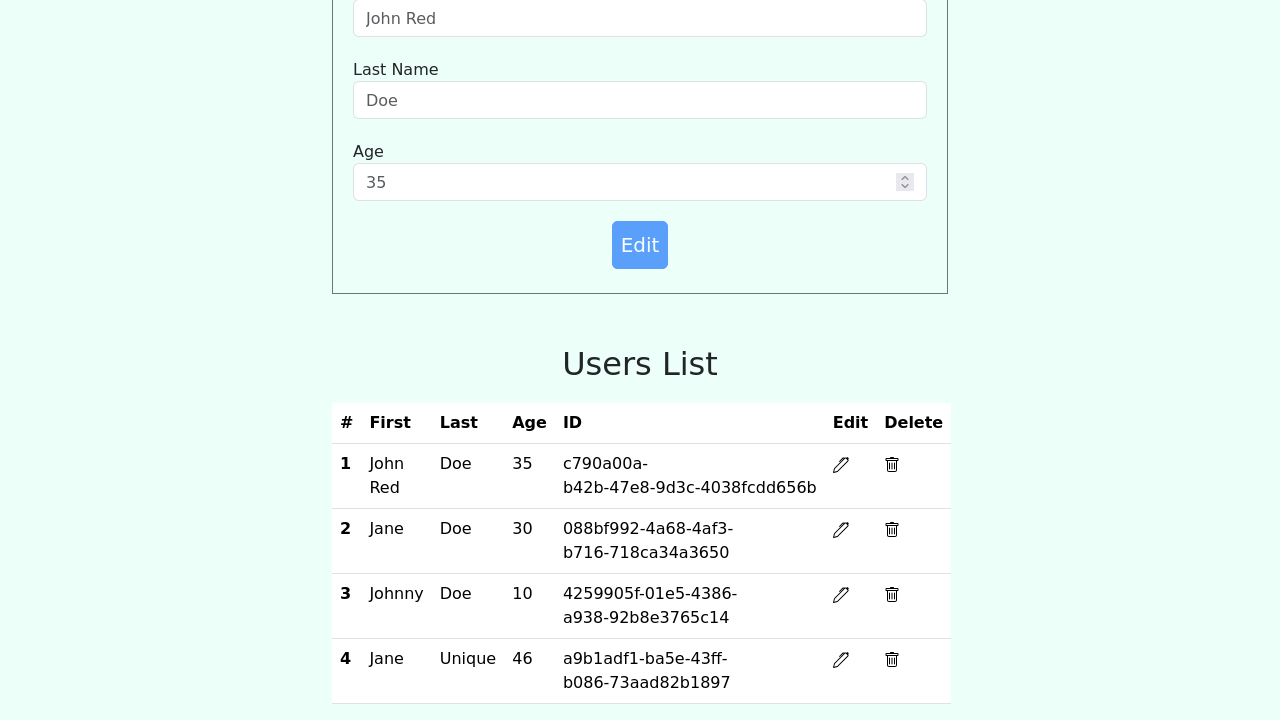 John Red
Last Name
Doe
Age
35
Edit
Users List
# First Last Age ID Edit Delete
1 John Red Doe 35 c790a00a-b42b-47e8-9d3c-4038fcdd656b
2 Jane Doe 30 088bf992-4a68-4af3-b716-718ca34a3650
3 Johnny Doe 10 4259905f-01e5-4386-a938-92b8e3765c14
4 Jane Unique 46 a9b1adf1-ba5e-43ff-b086-73aad82b1897